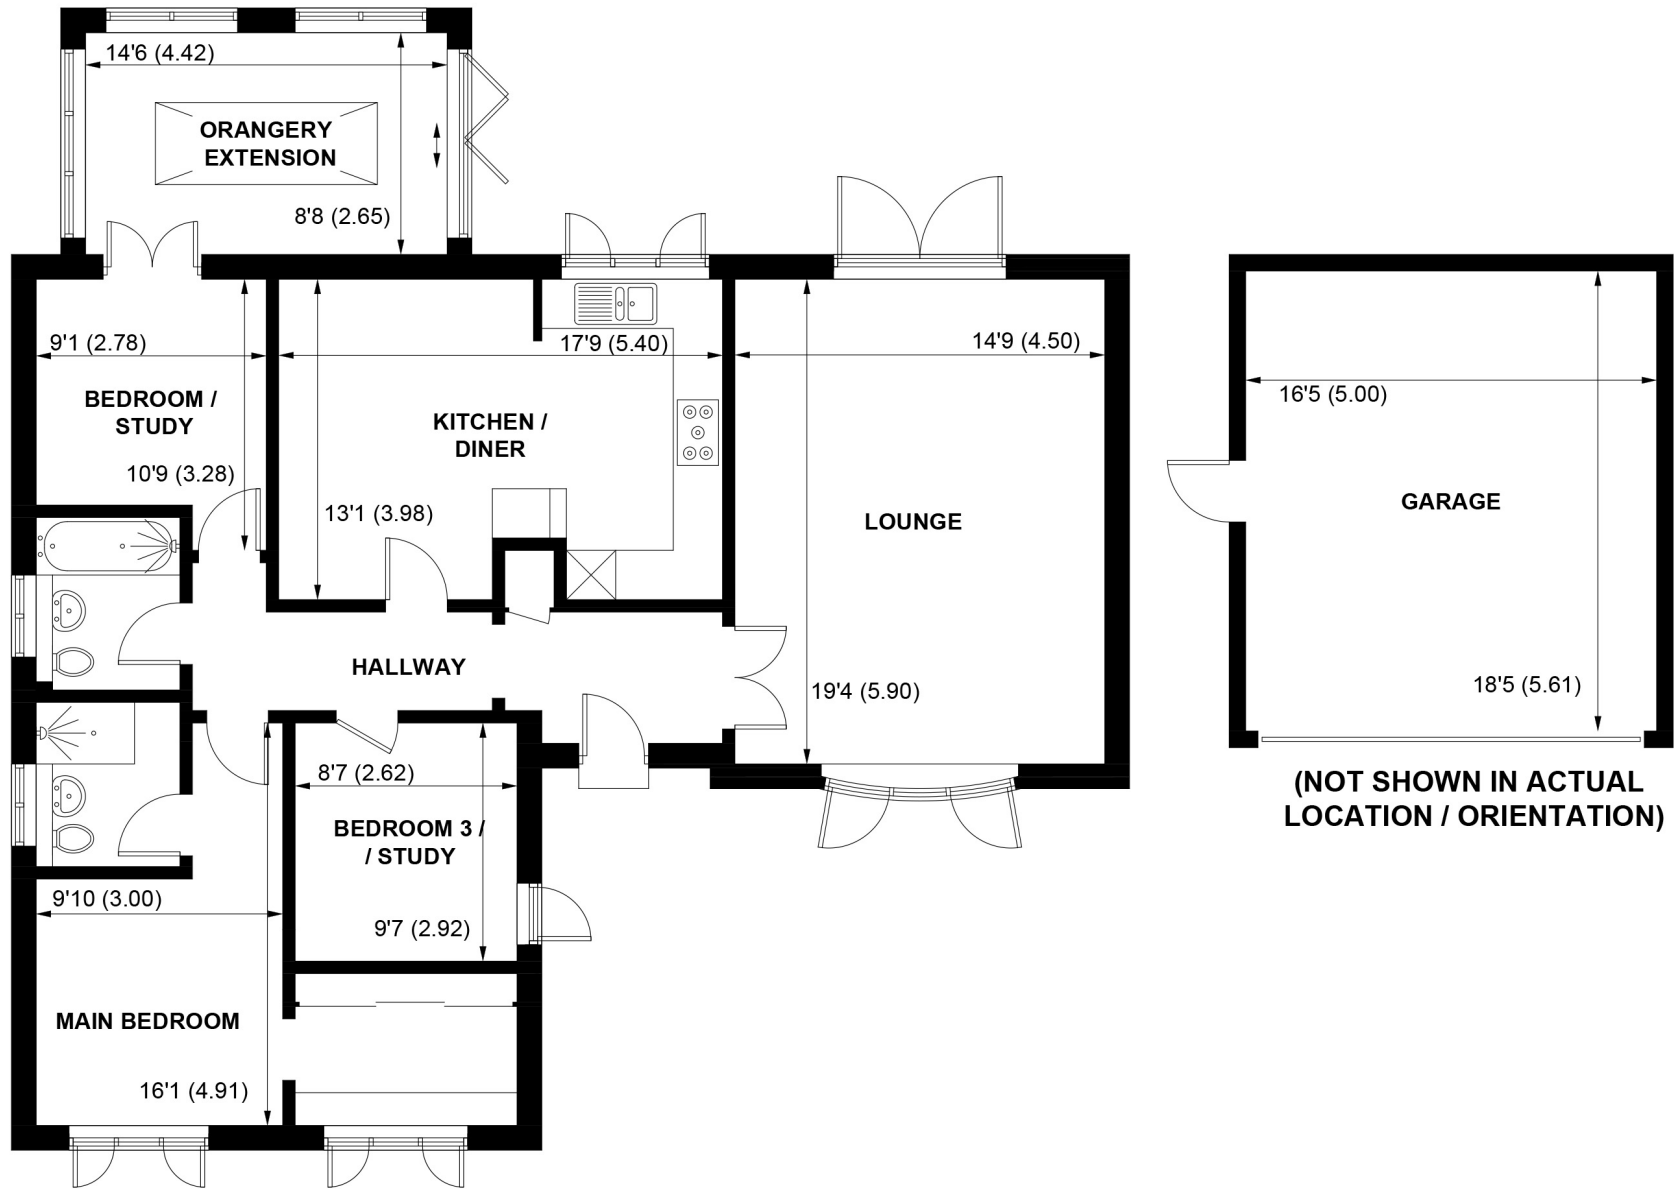 14'6 (4.42)
ORANGERY
EXTENSION
8'8 (2.65)
9'1 (2.78)
BEDROOM /
STUDY
10'9 (3.28)
17'9 (5.40)
KITCHEN /
DINER
13'1 (3.98)
14'9 (4.50)
LOUNGE
19'4 (5.90)
HALLWAY
8'7 (2.62)
BEDROOM 3 /
/ STUDY
9'7 (2.92)
9'10 (3.00)
MAIN BEDROOM
16'1 (4.91)
16'5 (5.00)
GARAGE
18'5 (5.61)
(NOT SHOWN IN ACTUAL
LOCATION / ORIENTATION)